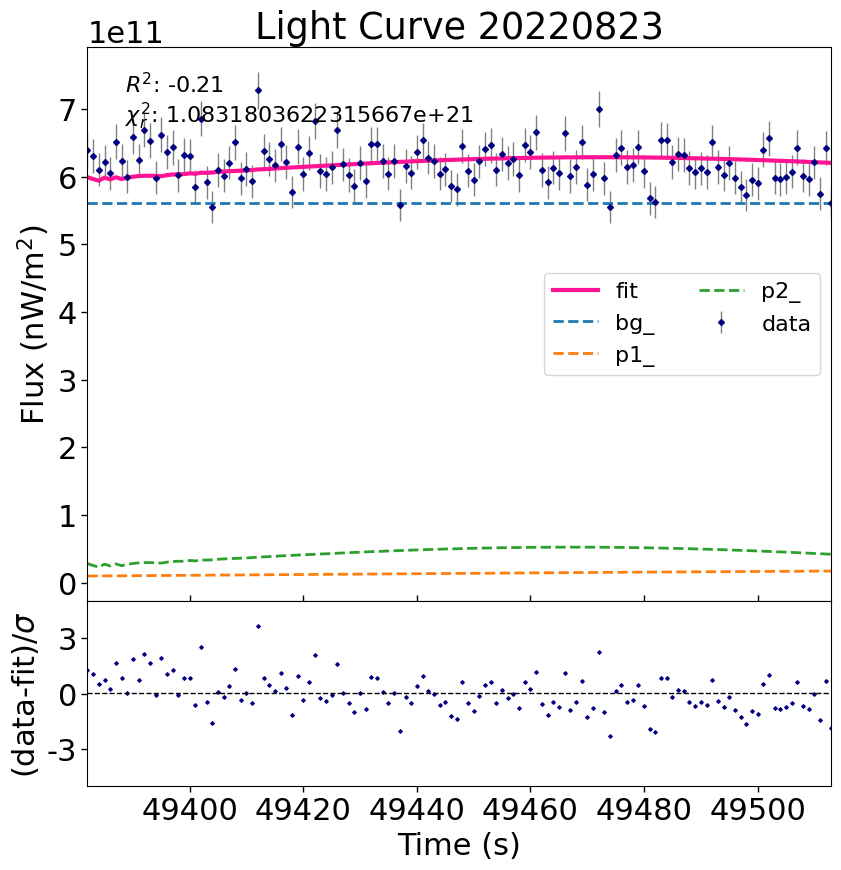 Light Curve 20220823
1e11
R²: -0.21
χ²ᵣ: 1.0831803622315667e+21
7
6
5
4
3
2
1
0
Flux (nW/m²)
fit
bg_
p1_
p2_
data
3
0
-3
(data-fit)/σ
49400 49420 49440 49460 49480 49500
Time (s)